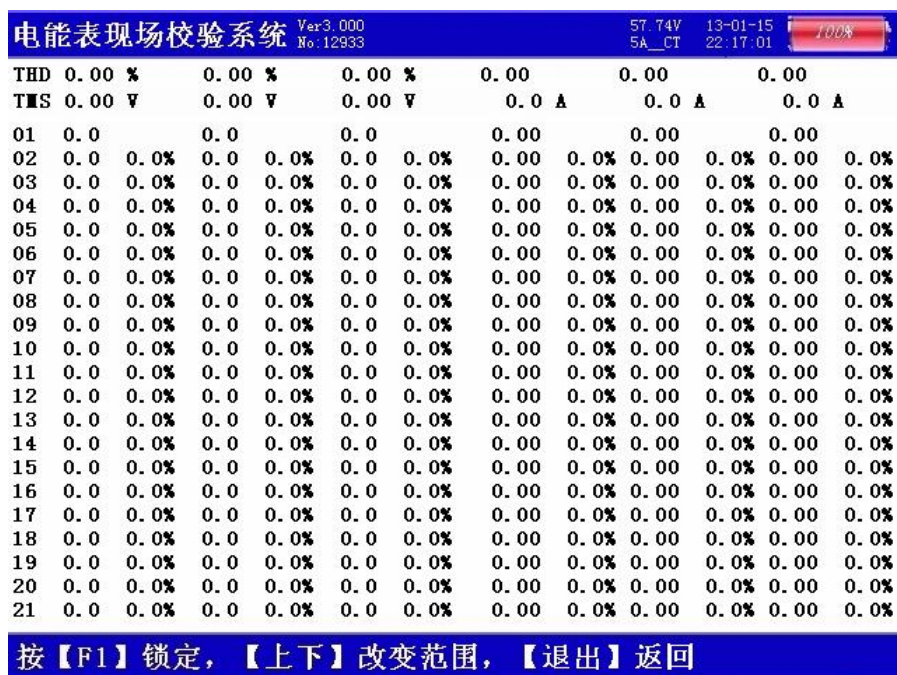 电能表现场校验系统 Ver3.000 57.74V 13-01-15 100%
No:12933 5A__CT 22:17:01
THD 0.00 % 0.00 % 0.00 % 0.00 0.00 0.00
TMS 0.00 V 0.00 V 0.00 V 0.0 A 0.0 A 0.0 A
01 0.0 0.0 0.0 0.00 0.00 0.00
02 0.0 0.0% 0.0 0.0% 0.0 0.0% 0.00 0.0% 0.00 0.0% 0.00 0.0%
03 0.0 0.0% 0.0 0.0% 0.0 0.0% 0.00 0.0% 0.00 0.0% 0.00 0.0%
04 0.0 0.0% 0.0 0.0% 0.0 0.0% 0.00 0.0% 0.00 0.0% 0.00 0.0%
05 0.0 0.0% 0.0 0.0% 0.0 0.0% 0.00 0.0% 0.00 0.0% 0.00 0.0%
06 0.0 0.0% 0.0 0.0% 0.0 0.0% 0.00 0.0% 0.00 0.0% 0.00 0.0%
07 0.0 0.0% 0.0 0.0% 0.0 0.0% 0.00 0.0% 0.00 0.0% 0.00 0.0%
08 0.0 0.0% 0.0 0.0% 0.0 0.0% 0.00 0.0% 0.00 0.0% 0.00 0.0%
09 0.0 0.0% 0.0 0.0% 0.0 0.0% 0.00 0.0% 0.00 0.0% 0.00 0.0%
10 0.0 0.0% 0.0 0.0% 0.0 0.0% 0.00 0.0% 0.00 0.0% 0.00 0.0%
11 0.0 0.0% 0.0 0.0% 0.0 0.0% 0.00 0.0% 0.00 0.0% 0.00 0.0%
12 0.0 0.0% 0.0 0.0% 0.0 0.0% 0.00 0.0% 0.00 0.0% 0.00 0.0%
13 0.0 0.0% 0.0 0.0% 0.0 0.0% 0.00 0.0% 0.00 0.0% 0.00 0.0%
14 0.0 0.0% 0.0 0.0% 0.0 0.0% 0.00 0.0% 0.00 0.0% 0.00 0.0%
15 0.0 0.0% 0.0 0.0% 0.0 0.0% 0.00 0.0% 0.00 0.0% 0.00 0.0%
16 0.0 0.0% 0.0 0.0% 0.0 0.0% 0.00 0.0% 0.00 0.0% 0.00 0.0%
17 0.0 0.0% 0.0 0.0% 0.0 0.0% 0.00 0.0% 0.00 0.0% 0.00 0.0%
18 0.0 0.0% 0.0 0.0% 0.0 0.0% 0.00 0.0% 0.00 0.0% 0.00 0.0%
19 0.0 0.0% 0.0 0.0% 0.0 0.0% 0.00 0.0% 0.00 0.0% 0.00 0.0%
20 0.0 0.0% 0.0 0.0% 0.0 0.0% 0.00 0.0% 0.00 0.0% 0.00 0.0%
21 0.0 0.0% 0.0 0.0% 0.0 0.0% 0.00 0.0% 0.00 0.0% 0.00 0.0%
按【F1】锁定，【上下】改变范围，【退出】返回